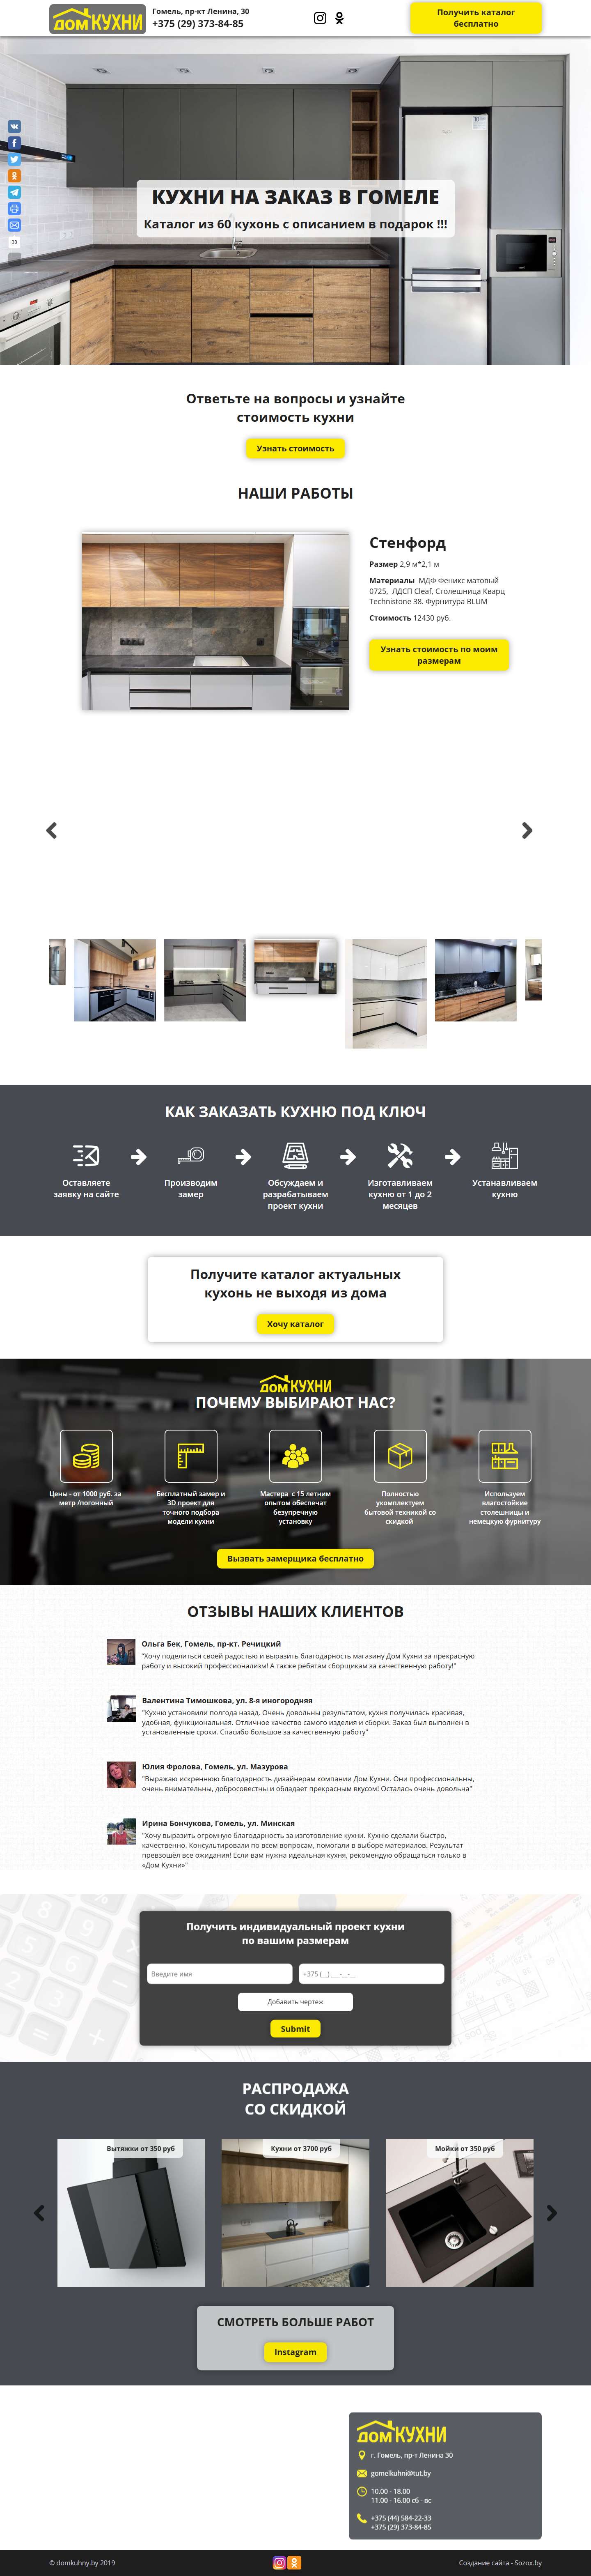 ДОМ КУХНИ
Гомель, пр-кт Ленина, 30
+375 (29) 373-84-85
Получить каталог
бесплатно
КУХНИ НА ЗАКАЗ В ГОМЕЛЕ
Каталог из 60 кухонь с описанием в подарок !!!
Ответьте на вопросы и узнайте
стоимость кухни
Узнать стоимость
НАШИ РАБОТЫ
Стенфорд
Размер 2,9 м*2,1 м
Материалы МДФ Феникс матовый
0725, ЛДСП Cleaf, Столешница Кварц
Technistone 38. Фурнитура BLUM
Стоимость 12430 руб.
Узнать стоимость по моим
размерам
КАК ЗАКАЗАТЬ КУХНЮ ПОД КЛЮЧ
Оставляете
заявку на сайте
Производим
замер
Обсуждаем и
разрабатываем
проект кухни
Изготавливаем
кухню от 1 до 2
месяцев
Устанавливаем
кухню
Получите каталог актуальных
кухонь не выходя из дома
Хочу каталог
ДОМ КУХНИ
ПОЧЕМУ ВЫБИРАЮТ НАС?
Цены - от 1000 руб. за
метр /погонный
Бесплатный замер и
3D проект для
точного подбора
модели кухни
Мастера с 15 летним
опытом обеспечат
безупречную
установку
Полностью
укомплектуем
бытовой техникой со
скидкой
Используем
влагостойкие
столешницы и
немецкую фурнитуру
Вызвать замерщика бесплатно
ОТЗЫВЫ НАШИХ КЛИЕНТОВ
Ольга Бек, Гомель, пр-кт. Речицкий
"Хочу поделиться своей радостью и выразить благодарность магазину Дом Кухни за прекрасную
работу и высокий профессионализм! А также ребятам сборщикам за качественную работу!"
Валентина Тимошкова, ул. 8-я иногородняя
"Кухню установили полгода назад. Очень довольны результатом, кухня получилась красивая,
удобная, функциональная. Отличное качество самого изделия и сборки. Заказ был выполнен в
установленные сроки. Спасибо большое за качественную работу"
Юлия Фролова, Гомель, ул. Мазурова
"Выражаю искреннюю благодарность дизайнерам компании Дом Кухни. Они профессиональны,
очень внимательны, добросовестны и обладает прекрасным вкусом! Осталась очень довольна"
Ирина Бончукова, Гомель, ул. Минская
"Хочу выразить огромную благодарность за изготовление кухни. Кухню сделали быстро,
качественно. Консультировали по всем вопросам, помогали в выборе материалов. Результат
превзошёл все ожидания! Если вам нужна идеальная кухня, рекомендую обращаться только в
«Дом Кухни»"
Получить индивидуальный проект кухни
по вашим размерам
Введите имя
+375 (__) ___-__-__
Добавить чертеж
Submit
РАСПРОДАЖА
СО СКИДКОЙ
Вытяжки от 350 руб
Кухни от 3700 руб
Мойки от 350 руб
СМОТРЕТЬ БОЛЬШЕ РАБОТ
Instagram
ДОМ КУХНИ
г. Гомель, пр-т Ленина 30
gomelkuhni@tut.by
10.00 - 18.00
11.00 - 16.00 сб - вс
+375 (44) 584-22-33
+375 (29) 373-84-85
© domkuhny.by 2019
Создание сайта - Sozox.by